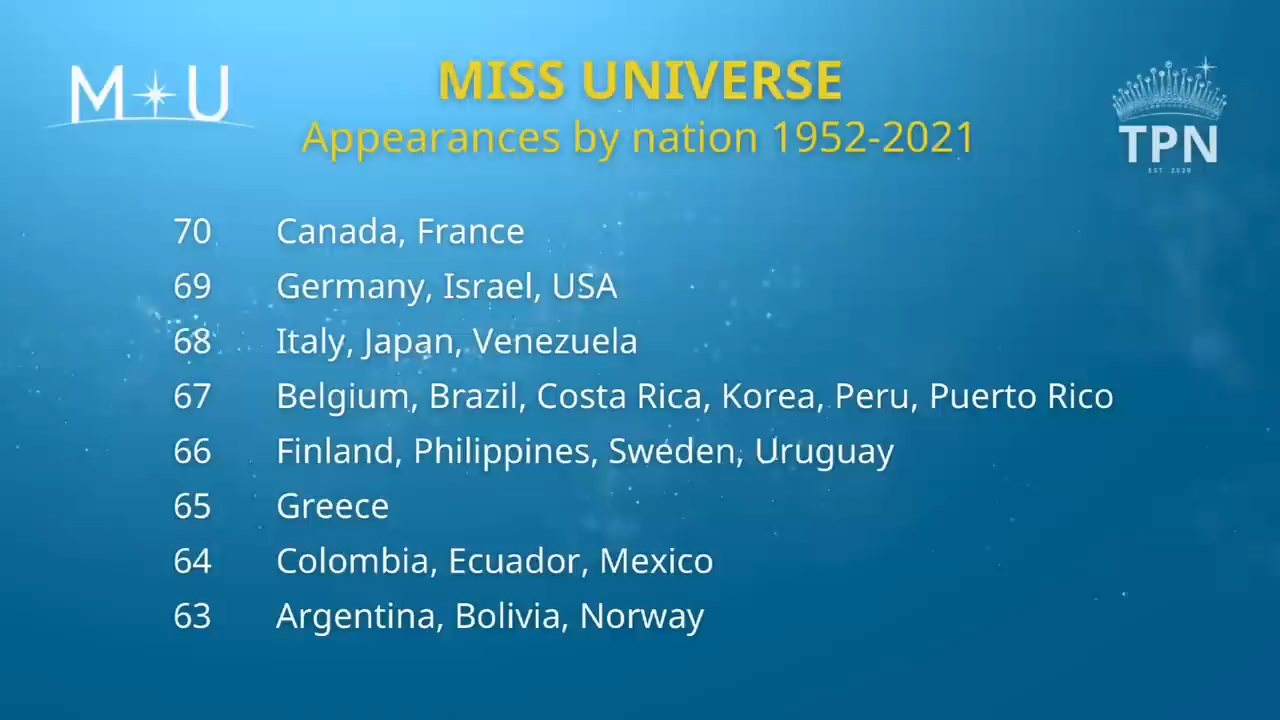 M U
MISS UNIVERSE
Appearances by nation 1952-2021
TPN
EST 2020
70 Canada, France
69 Germany, Israel, USA
68 Italy, Japan, Venezuela
67 Belgium, Brazil, Costa Rica, Korea, Peru, Puerto Rico
66 Finland, Philippines, Sweden, Uruguay
65 Greece
64 Colombia, Ecuador, Mexico
63 Argentina, Bolivia, Norway